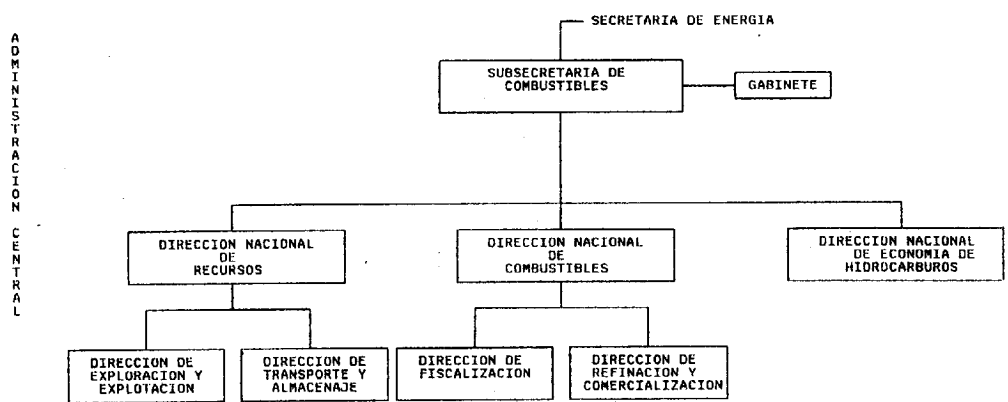 ADMINISTRACION CENTRAL
SECRETARIA DE ENERGIA
SUBSECRETARIA DE
COMBUSTIBLES
GABINETE
DIRECCION NACIONAL
DE
RECURSOS
DIRECCION NACIONAL
DE
COMBUSTIBLES
DIRECCION NACIONAL
DE ECONOMIA DE
HIDROCARBUROS
DIRECCION DE
EXPLORACION Y
EXPLOTACION
DIRECCION DE
TRANSPORTE Y
ALMACENAJE
DIRECCION DE
FISCALIZACION
DIRECCION DE
REFINACION Y
COMERCIALIZACION